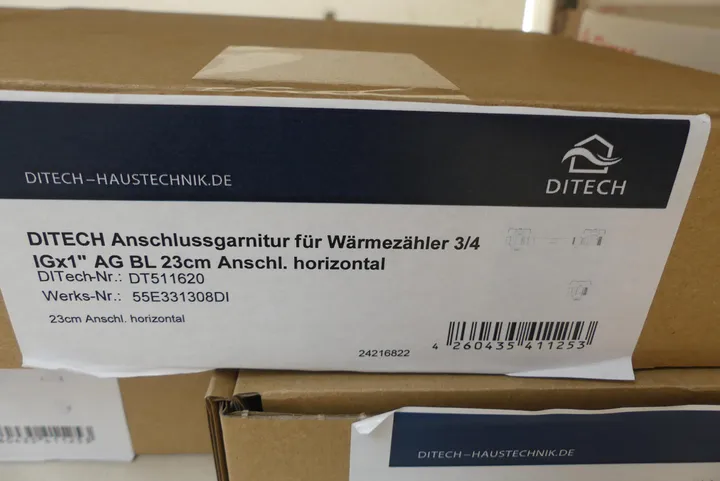 DITECH-HAUSTECHNIK.DE
DITECH
DITECH Anschlussgarnitur für Wärmezähler 3/4
IGx1" AG BL 23cm Anschl. horizontal
DITech-Nr.: DT511620
Werks-Nr.: 55E331308DI
23cm Anschl. horizontal
24216822
4 260435 411253
DITECH-HAUSTECHNIK.DE